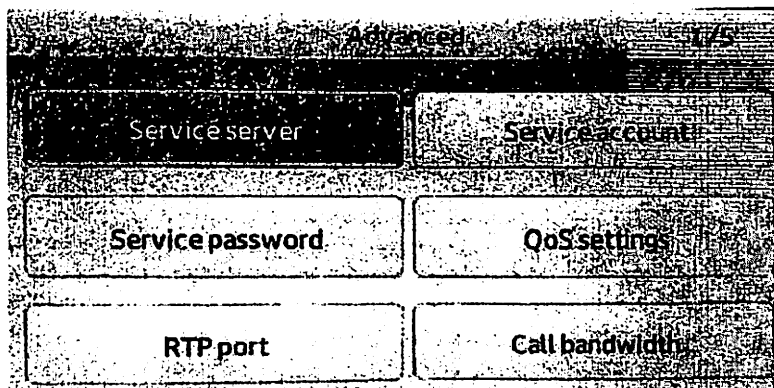 Advanced 1/5
Service server Service account
Service password QoS settings
RTP port Call bandwidth